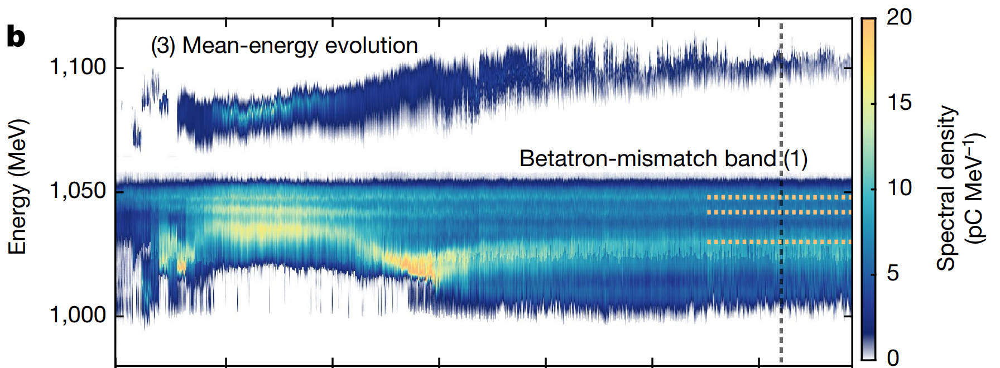 b
(3) Mean-energy evolution
Betatron-mismatch band (1)
Energy (MeV)
1,100
1,050
1,000
20
15
10
5
0
Spectral density
(pC MeV⁻¹)